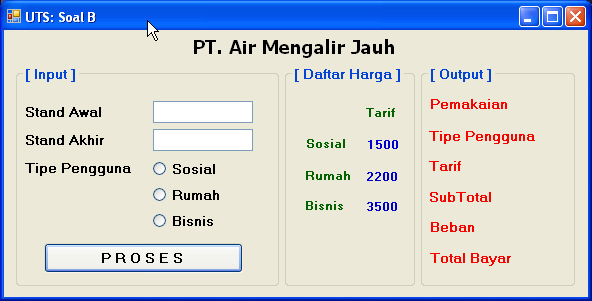 UTS: Soal B
PT. Air Mengalir Jauh
[ Input ]
Stand Awal
Stand Akhir
Tipe Pengguna
Sosial
Rumah
Bisnis
P R O S E S
[ Daftar Harga ]
Tarif
Sosial 1500
Rumah 2200
Bisnis 3500
[ Output ]
Pemakaian
Tipe Pengguna
Tarif
SubTotal
Beban
Total Bayar